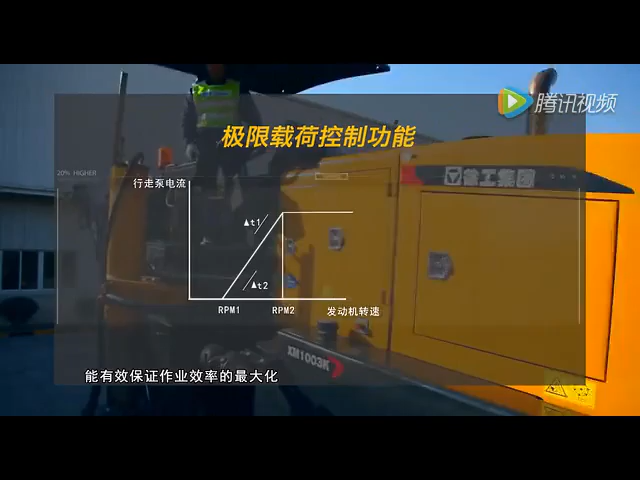 腾讯视频
极限载荷控制功能
20% HIGHER
行走泵电流
徐工集团
▲t1
▲t2
RPM1
RPM2
发动机转速
XM1003K
能有效保证作业效率的最大化